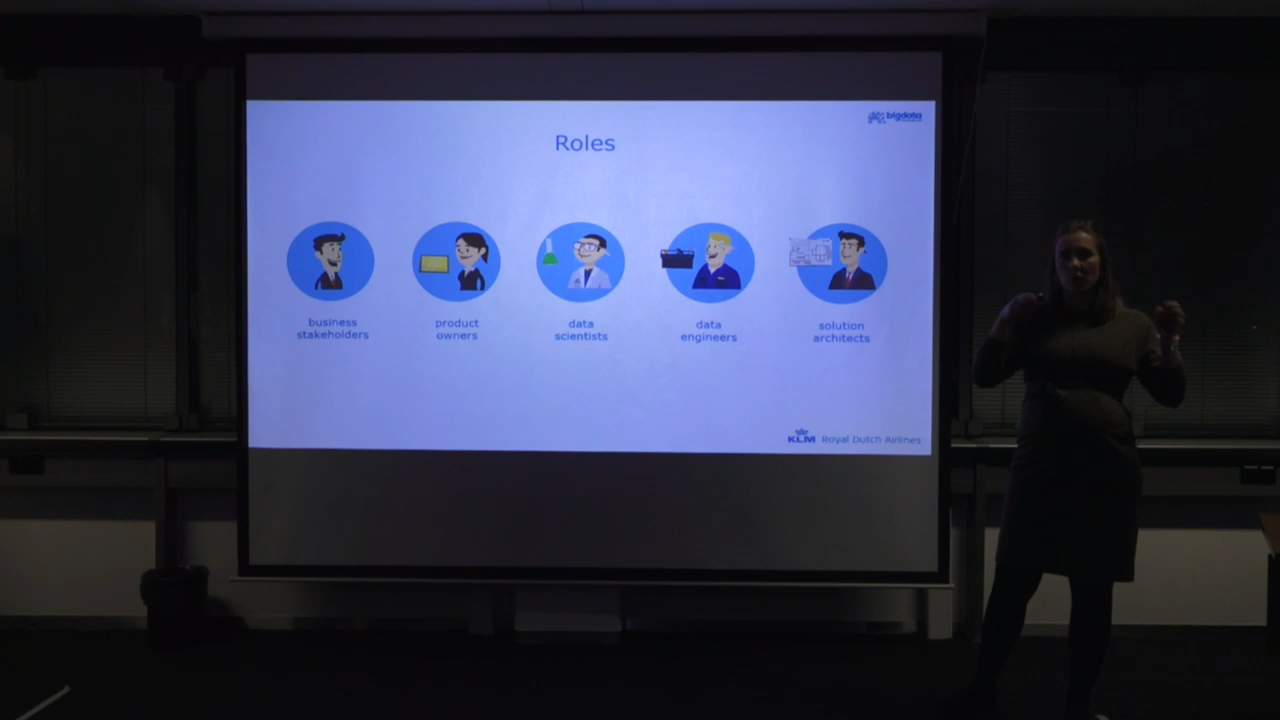 bigdata
Roles
business
stakeholders
product
owners
data
scientists
data
engineers
solution
architects
KLM Royal Dutch Airlines